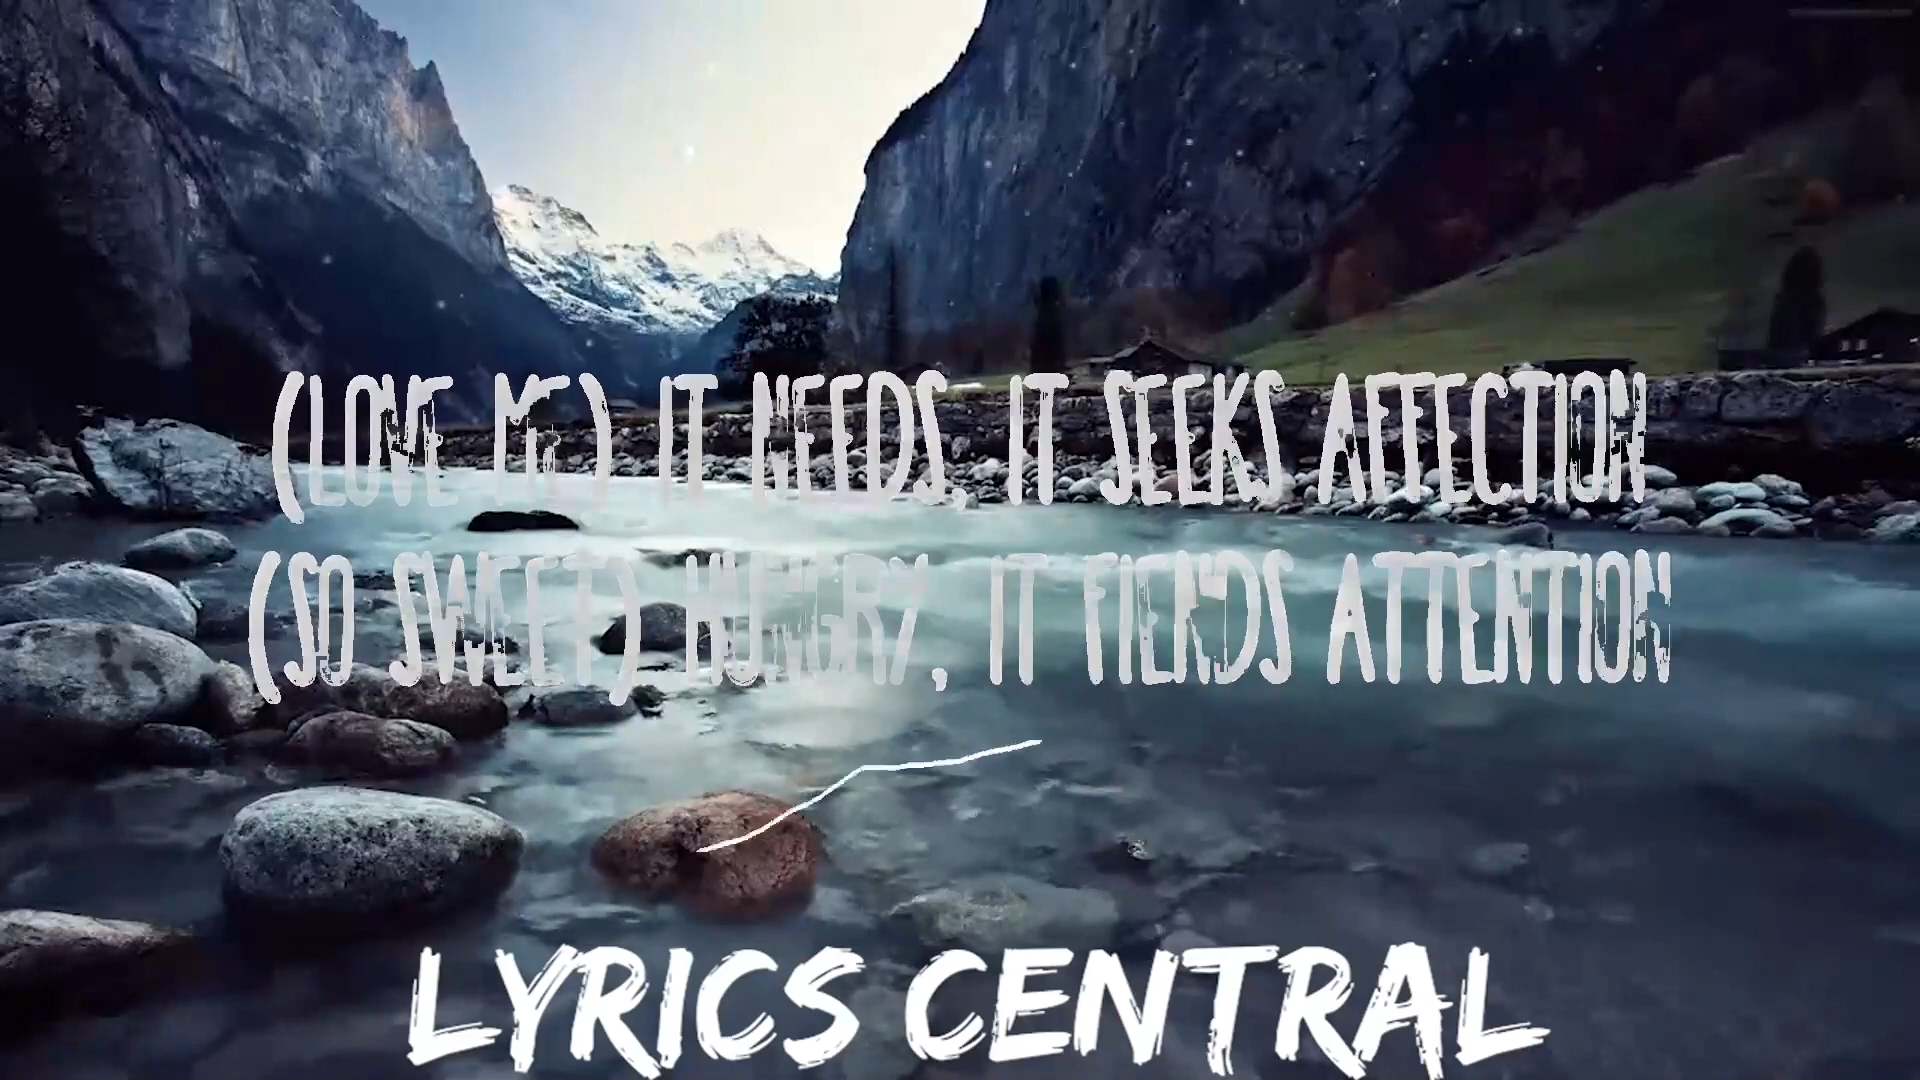 (LOVE ME) IT NEEDS, IT SEEKS AFFECTION
(SO SWEET) HUNGRY, IT FIENDS ATTENTION
LYRICS CENTRAL